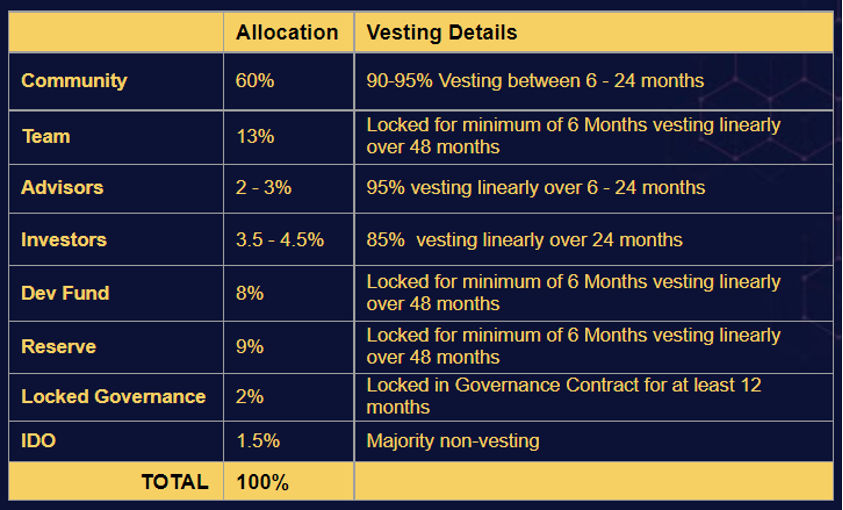 Allocation Vesting Details
Community 60% 90-95% Vesting between 6 - 24 months
Team 13% Locked for minimum of 6 Months vesting linearly
over 48 months
Advisors 2 - 3% 95% vesting linearly over 6 - 24 months
Investors 3.5 - 4.5% 85% vesting linearly over 24 months
Dev Fund 8% Locked for minimum of 6 Months vesting linearly
over 48 months
Reserve 9% Locked for minimum of 6 Months vesting linearly
over 48 months
Locked Governance 2% Locked in Governance Contract for at least 12
months
IDO 1.5% Majority non-vesting
TOTAL 100%